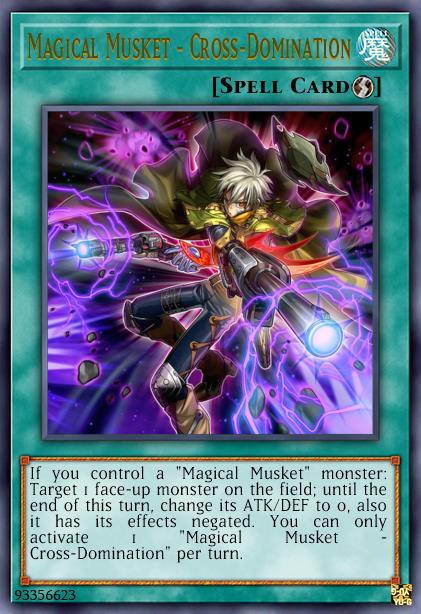 Magical Musket - Cross-Domination
SPELL
魔
[Spell Card]
If you control a "Magical Musket" monster:
Target 1 face-up monster on the field; until the
end of this turn, change its ATK/DEF to 0, also
it has its effects negated. You can only
activate 1 "Magical Musket -
Cross-Domination" per turn.
93356623